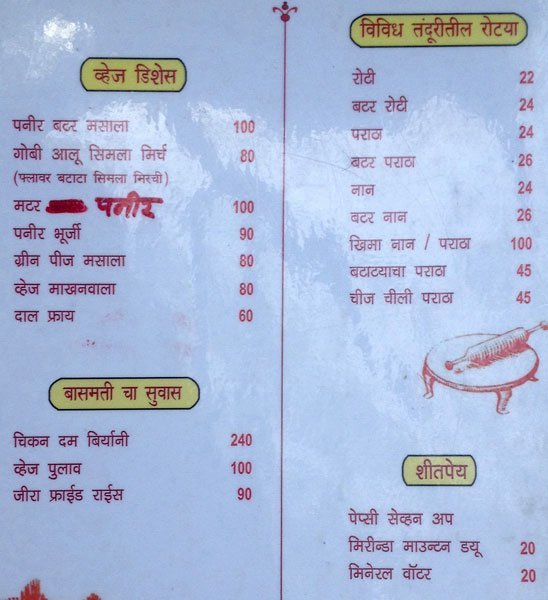 व्हेज डिशेस
पनीर बटर मसाला 100
गोबी आलू सिमला मिर्च 80
(फ्लावर बटाटा सिमला मिरची)
मटर पनीर 100
पनीर भूर्जी 90
ग्रीन पीज मसाला 80
व्हेज माखनवाला 80
दाल फ्राय 60
बासमती चा सुवास
चिकन दम बिर्यानी 240
व्हेज पुलाव 100
जीरा फ्राईड राईस 90
विविध तंदूरीतील रोटया
रोटी 22
बटर रोटी 24
पराठा 24
बटर पराठा 26
नान 24
बटर नान 26
खिमा नान / पराठा 100
बटाटयाचा पराठा 45
चीज चीली पराठा 45
शीतपेय
पेप्सी सेव्हन अप
मिरीन्डा माउन्टन डयू 20
मिनेरल वॉटर 20